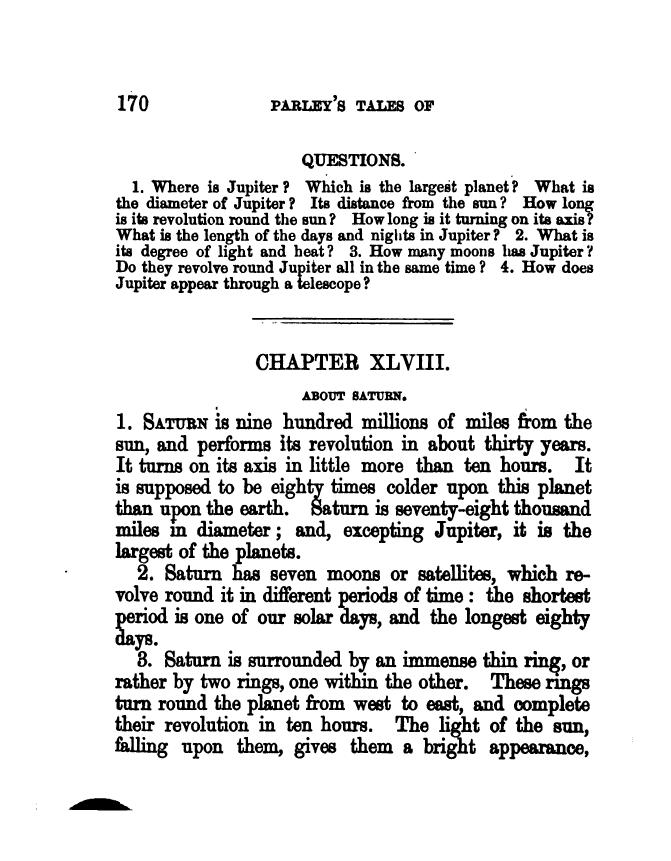 170 PARLEY'S TALES OF
QUESTIONS.
1. Where is Jupiter? Which is the largest planet? What is
the diameter of Jupiter? Its distance from the sun? How long
is its revolution round the sun? How long is it turning on its axis?
What is the length of the days and nights in Jupiter? 2. What is
its degree of light and heat? 3. How many moons has Jupiter?
Do they revolve round Jupiter all in the same time? 4. How does
Jupiter appear through a telescope?
CHAPTER XLVIII.
ABOUT SATURN.
1. SATURN is nine hundred millions of miles from the
sun, and performs its revolution in about thirty years.
It turns on its axis in little more than ten hours. It
is supposed to be eighty times colder upon this planet
than upon the earth. Saturn is seventy-eight thousand
miles in diameter; and, excepting Jupiter, it is the
largest of the planets.
2. Saturn has seven moons or satellites, which re-
volve round it in different periods of time: the shortest
period is one of our solar days, and the longest eighty
days.
3. Saturn is surrounded by an immense thin ring, or
rather by two rings, one within the other. These rings
turn round the planet from west to east, and complete
their revolution in ten hours. The light of the sun,
falling upon them, gives them a bright appearance,